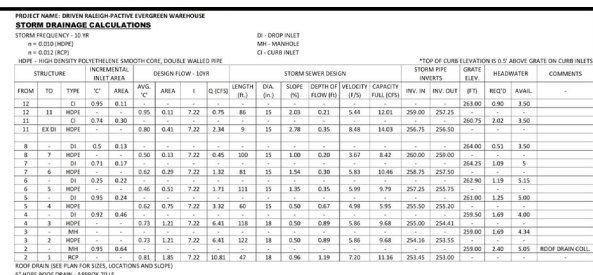 PROJECT NAME: DRIVEN RALEIGH-PACTIVE EVERGREEN WAREHOUSE
STORM DRAINAGE CALCULATIONS
STORM FREQUENCY - 10 YR DI - DROP INLET
n = 0.010 (HDPE) MH - MANHOLE
n = 0.012 (RCP) CI - CURB INLET
HDPE - HIGH DENSITY POLYETHELENE SMOOTH CORE, DOUBLE WALLED PIPE *TOP OF CURB ELEVATION IS 0.5' ABOVE GRATE ON CURB INLETS
STRUCTURE INCREMENTAL INLET AREA DESIGN FLOW - 10YR STORM SEWER DESIGN STORM PIPE INVERTS GRATE ELEV. HEADWATER COMMENTS
FROM TO TYPE 'C' AREA AVG. 'C' AREA I Q (CFS) LENGTH (ft.) DIA. (in.) SLOPE (%) DEPTH OF FLOW (ft) VELOCITY (F/S) CAPACITY FULL (CFS) INV. IN INV. OUT (FT) REQ'D AVAIL.
12 CI 0.95 0.11 - - - - - - - - - - - - 263.00 0.90 3.50
12 11 HDPE - - 0.95 0.11 7.22 0.75 86 15 2.03 0.21 5.44 12.01 259.00 257.25 - - -
11 CI 0.74 0.30 - - - - - - - - - - - - 260.75 2.02 3.50
11 EX DI HDPE - - 0.80 0.41 7.22 2.34 9 15 2.78 0.35 8.48 14.03 256.75 256.50 - - -
8 - DI 0.5 0.13 - - - - - - - - - - - - 264.00 0.51 3.50
8 7 HDPE - - 0.50 0.13 7.22 0.45 100 15 1.00 0.20 3.67 8.42 260.00 259.00 - - -
7 - DI 0.71 0.17 - - - - - - - - - - - - 264.25 1.09 5
7 6 HDPE - - 0.62 0.29 7.22 1.32 81 15 1.54 0.30 5.83 10.46 258.75 257.50 - - -
6 - DI 0.25 0.22 - - - - - - - - - - - - 262.90 1.19 5.15
6 5 HDPE - - 0.46 0.51 7.22 1.71 111 15 1.35 0.35 5.99 9.79 257.25 255.75 - - -
5 - DI 0.95 0.24 - - - - - - - - - - - - 261.00 1.25 5.00
5 4 HDPE - - 0.62 0.75 7.22 3.32 60 15 0.50 0.67 4.98 5.95 255.50 255.20 - - -
4 - DI 0.92 0.46 - - - - - - - - - - - - 259.50 1.69 4.00
4 3 HDPE - - 0.73 1.21 7.22 6.41 118 18 0.50 0.89 5.86 9.68 255.00 254.41 - - -
3 - MH - - - - - - - - - - - - - - 259.00 1.69 4.34
3 2 HDPE - - 0.73 1.21 7.22 6.41 122 18 0.50 0.89 5.86 9.68 254.16 253.55 - - -
2 - MH 0.95 0.64 - - - - - - - - - - - - 259.00 2.40 5.05 ROOF DRAIN COLL.
2 1 RCP - - 0.81 1.85 7.22 10.81 47 18 0.96 1.19 7.20 11.16 253.45 253.00 - - -
ROOF DRAIN (SEE PLAN FOR SIZES, LOCATIONS AND SLOPE)